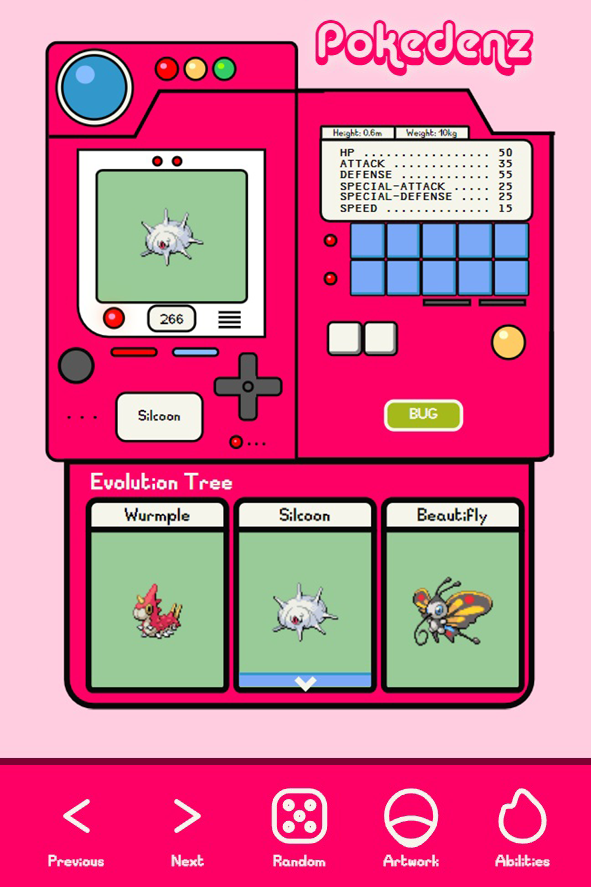 Pokedenz
Height: 0.6m Weight: 10kg
HP ................ 50
ATTACK ............ 35
DEFENSE ........... 55
SPECIAL-ATTACK ..... 25
SPECIAL-DEFENSE .... 25
SPEED ............. 15
266
Silcoon
BUG
Evolution Tree
Wurmple Silcoon Beautifly
Previous Next Random Artwork Abilities